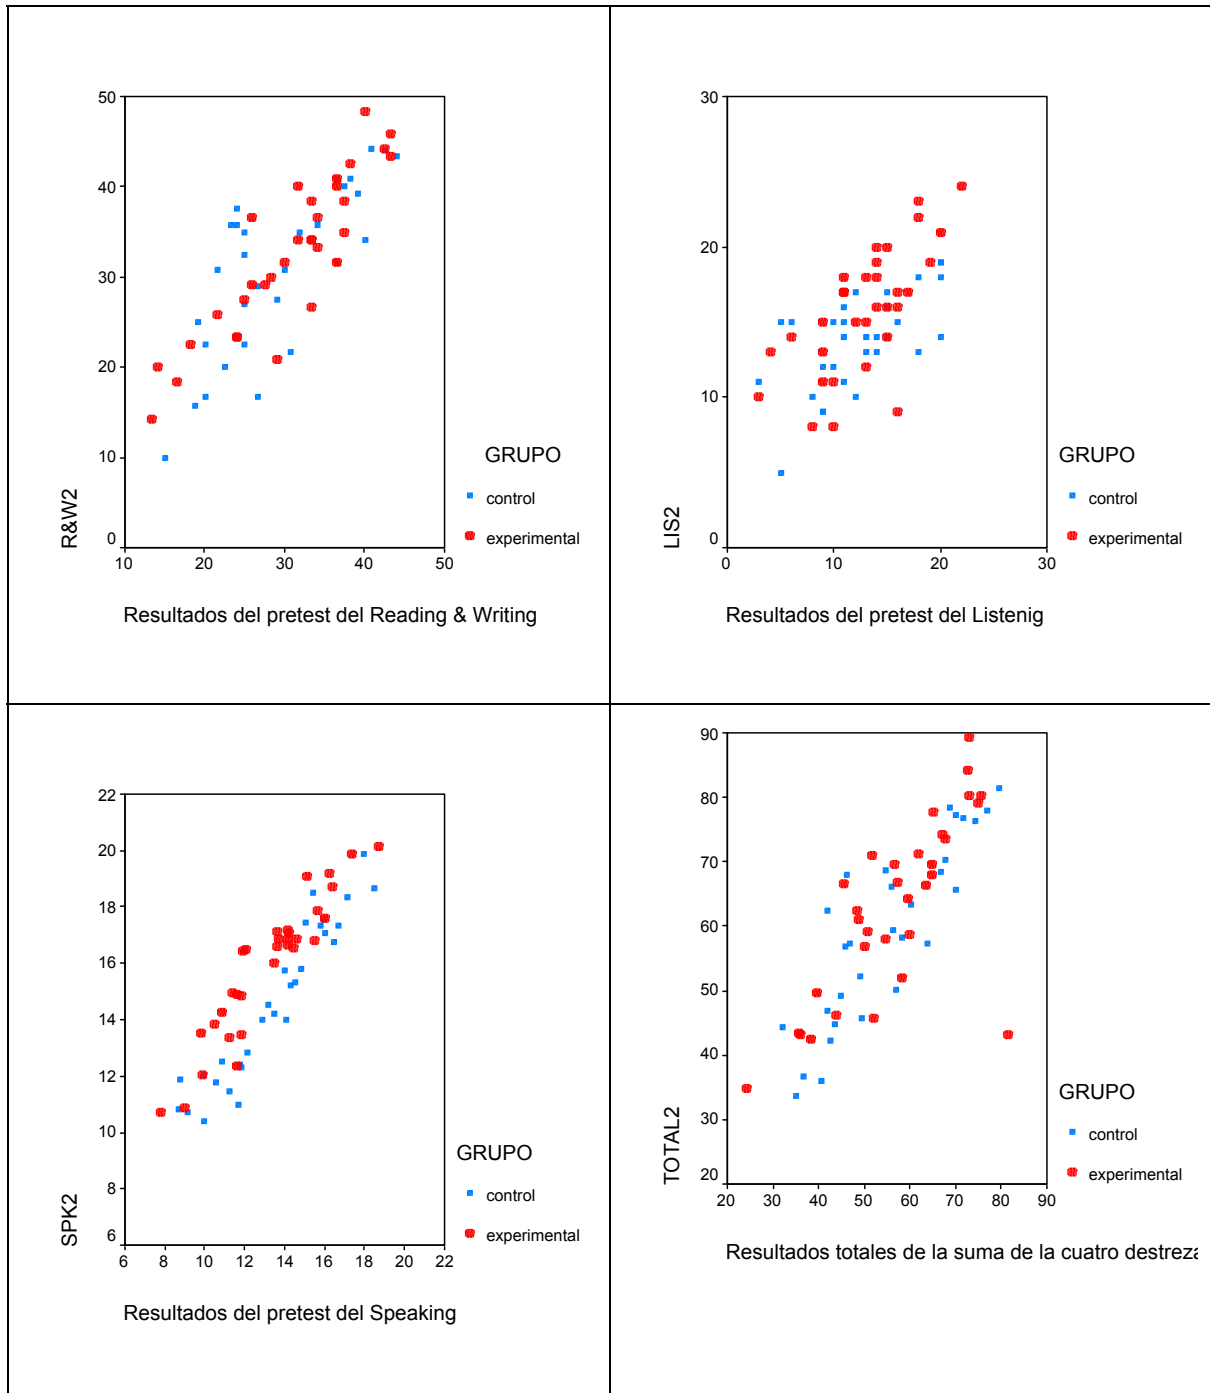 50
40
30
20
10
0
R&W2
10 20 30 40 50
GRUPO
control
experimental
Resultados del pretest del Reading & Writing
30
20
10
0
LIS2
0 10 20 30
GRUPO
control
experimental
Resultados del pretest del Listenig
22
20
18
16
14
12
10
8
6
SPK2
6 8 10 12 14 16 18 20 22
GRUPO
control
experimental
Resultados del pretest del Speaking
90
80
70
60
50
40
30
20
TOTAL2
20 30 40 50 60 70 80 90
GRUPO
control
experimental
Resultados totales de la suma de la cuatro destreza